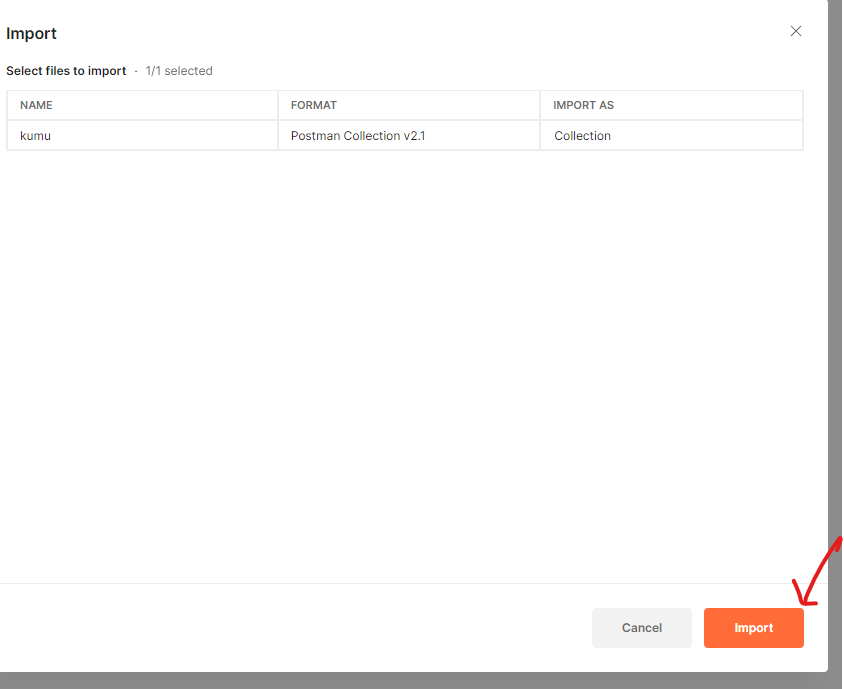 Import
Select files to import · 1/1 selected
NAME FORMAT IMPORT AS
kumu Postman Collection v2.1 Collection
Cancel Import